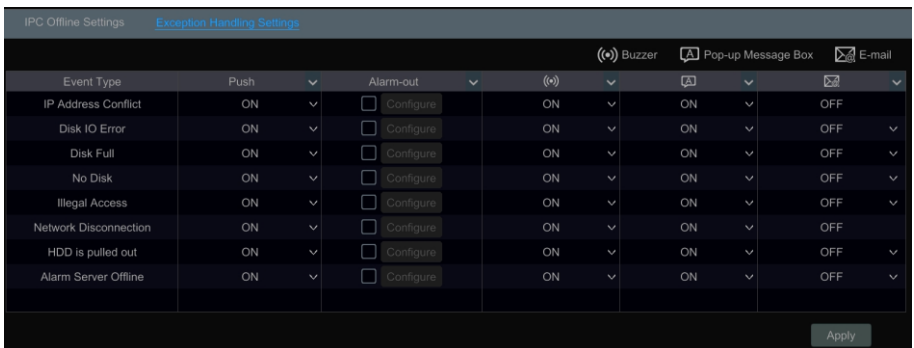 IPC Offline Settings Exception Handling Settings
Buzzer Pop-up Message Box E-mail
Event Type Push Alarm-out
IP Address Conflict ON Configure ON ON OFF
Disk IO Error ON Configure ON ON OFF
Disk Full ON Configure ON ON OFF
No Disk ON Configure ON ON OFF
Illegal Access ON Configure ON ON OFF
Network Disconnection ON Configure ON ON OFF
HDD is pulled out ON Configure ON ON OFF
Alarm Server Offline ON Configure ON ON OFF
Apply